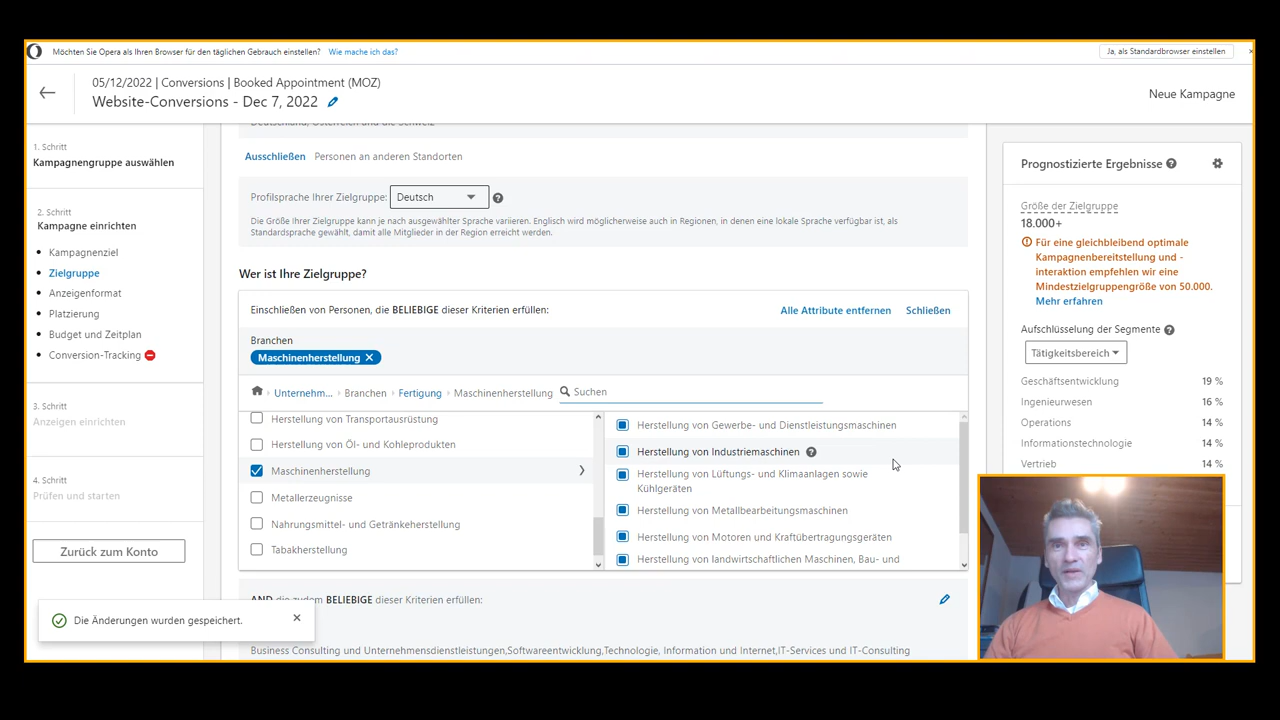 Möchten Sie Opera als Ihren Browser für den täglichen Gebrauch einstellen? Wie mache ich das? Ja, als Standardbrowser einstellen
05/12/2022 | Conversions | Booked Appointment (MOZ)
Website-Conversions - Dec 7, 2022
Neue Kampagne
1. Schritt
Kampagnengruppe auswählen
2. Schritt
Kampagne einrichten
Kampagnenziel
Zielgruppe
Anzeigenformat
Platzierung
Budget und Zeitplan
Conversion-Tracking
3. Schritt
Anzeigen einrichten
4. Schritt
Prüfen und starten
Zurück zum Konto
Die Änderungen wurden gespeichert.
Deutschland, Österreich und die Schweiz
Ausschließen Personen an anderen Standorten
Profilsprache Ihrer Zielgruppe: Deutsch
Die Größe Ihrer Zielgruppe kann je nach ausgewählter Sprache variieren. Englisch wird möglicherweise auch in Regionen, in denen eine lokale Sprache verfügbar ist, als
Standardsprache gewählt, damit alle Mitglieder in der Region erreicht werden.
Wer ist Ihre Zielgruppe?
Einschließen von Personen, die BELIEBIGE dieser Kriterien erfüllen: Alle Attribute entfernen Schließen
Branchen
Maschinenherstellung
Unternehm... Branchen Fertigung Maschinenherstellung Suchen
Herstellung von Transportausrüstung
Herstellung von Öl- und Kohleprodukten
Maschinenherstellung
Metallerzeugnisse
Nahrungsmittel- und Getränkeherstellung
Tabakherstellung
Herstellung von Gewerbe- und Dienstleistungsmaschinen
Herstellung von Industriemaschinen
Herstellung von Lüftungs- und Klimaanlagen sowie
Kühlgeräten
Herstellung von Metallbearbeitungsmaschinen
Herstellung von Motoren und Kraftübertragungsgeräten
Herstellung von landwirtschaftlichen Maschinen, Bau- und
AND die zudem BELIEBIGE dieser Kriterien erfüllen:
Business Consulting und Unternehmensdienstleistungen,Softwareentwicklung,Technologie, Information und Internet,IT-Services und IT-Consulting
Prognostizierte Ergebnisse
Größe der Zielgruppe
18.000+
Für eine gleichbleibend optimale
Kampagnenbereitstellung und -
interaktion empfehlen wir eine
Mindestzielgruppengröße von 50.000.
Mehr erfahren
Aufschlüsselung der Segmente
Tätigkeitsbereich
Geschäftsentwicklung 19 %
Ingenieurwesen 16 %
Operations 14 %
Informationstechnologie 14 %
Vertrieb 14 %